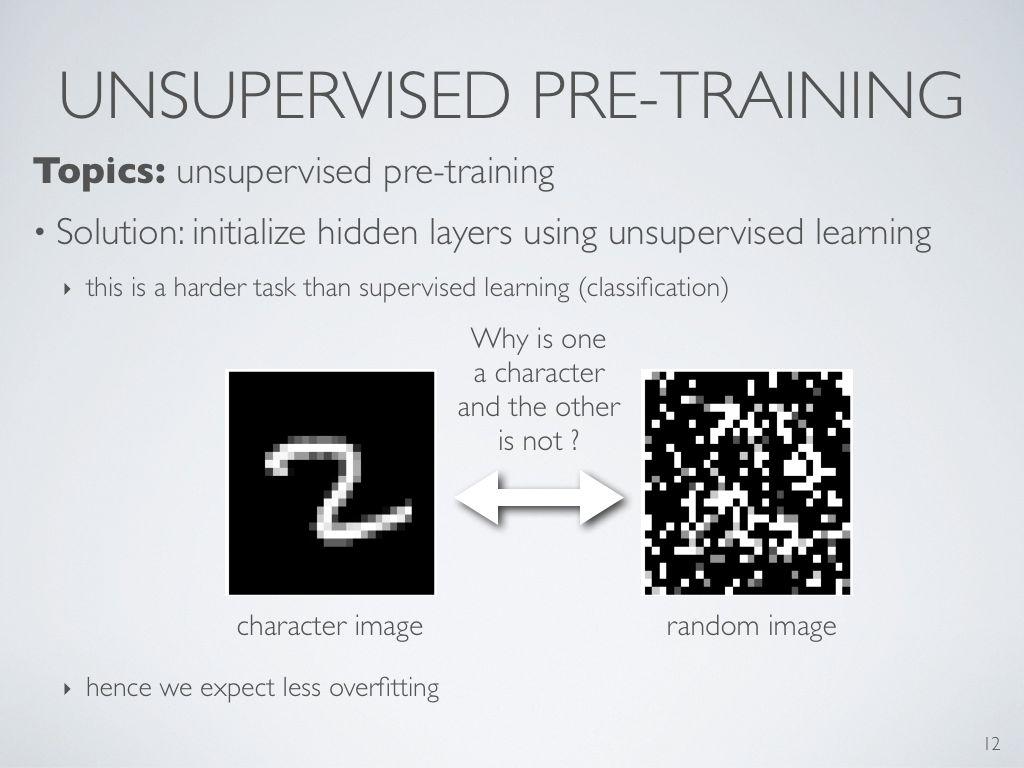 UNSUPERVISED PRE-TRAINING
Topics: unsupervised pre-training
• Solution: initialize hidden layers using unsupervised learning
‣ this is a harder task than supervised learning (classification)
Why is one
a character
and the other
is not ?
character image
random image
‣ hence we expect less overfitting
12